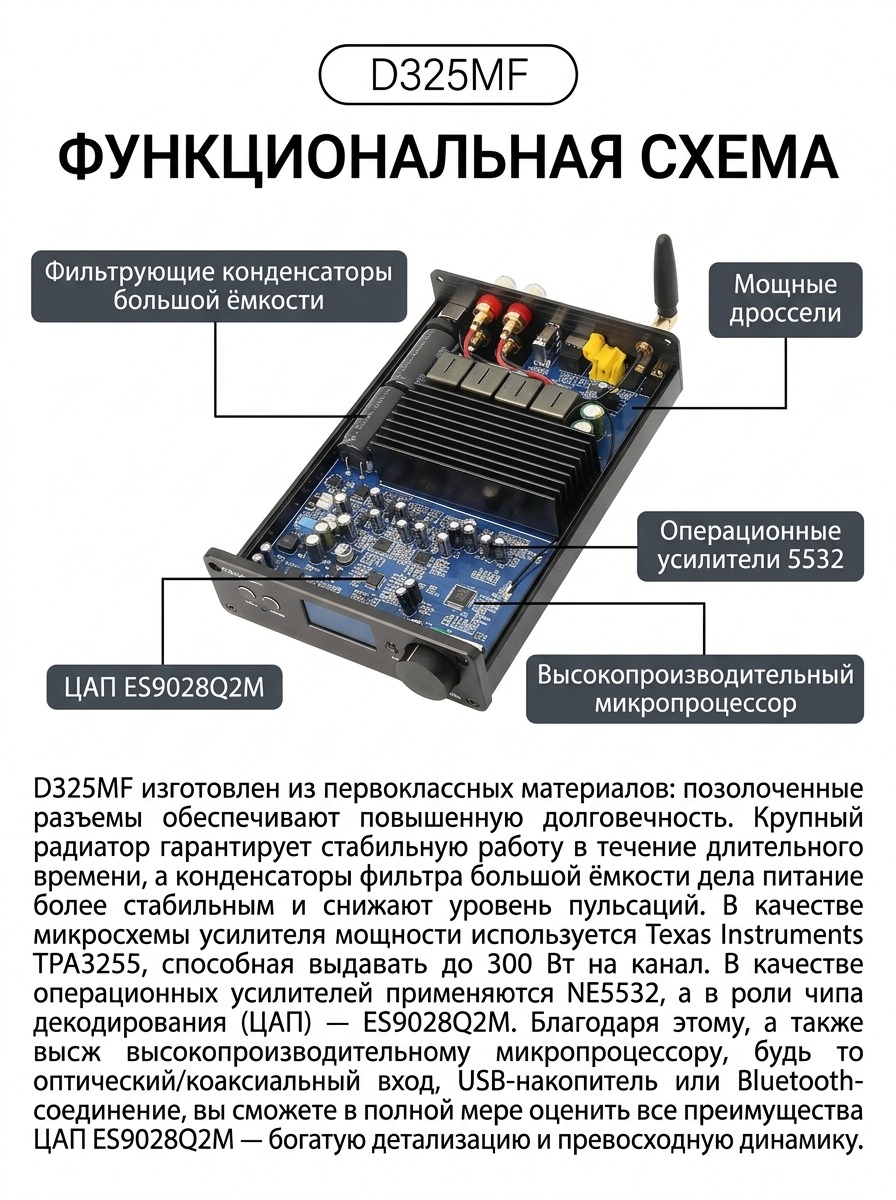 D325MF
ФУНКЦИОНАЛЬНАЯ СХЕМА
Фильтрующие конденсаторы
большой ёмкости
Мощные
дроссели
Операционные
усилители 5532
ЦАП ES9028Q2M
Высокопроизводительный
микропроцессор
D325MF изготовлен из первоклассных материалов: позолоченные
разъемы обеспечивают повышенную долговечность. Крупный
радиатор гарантирует стабильную работу в течение длительного
времени, а конденсаторы фильтра большой ёмкости дела питание
более стабильным и снижают уровень пульсаций. В качестве
микросхемы усилителя мощности используется Texas Instruments
TPA3255, способная выдавать до 300 Вт на канал. В качестве
операционных усилителей применяются NE5532, а в роли чипа
декодирования (ЦАП) — ES9028Q2M. Благодаря этому, а также
высж высокопроизводительному микропроцессору, будь то
оптический/коаксиальный вход, USB-накопитель или Bluetooth-
соединение, вы сможете в полной мере оценить все преимущества
ЦАП ES9028Q2M — богатую детализацию и превосходную динамику.